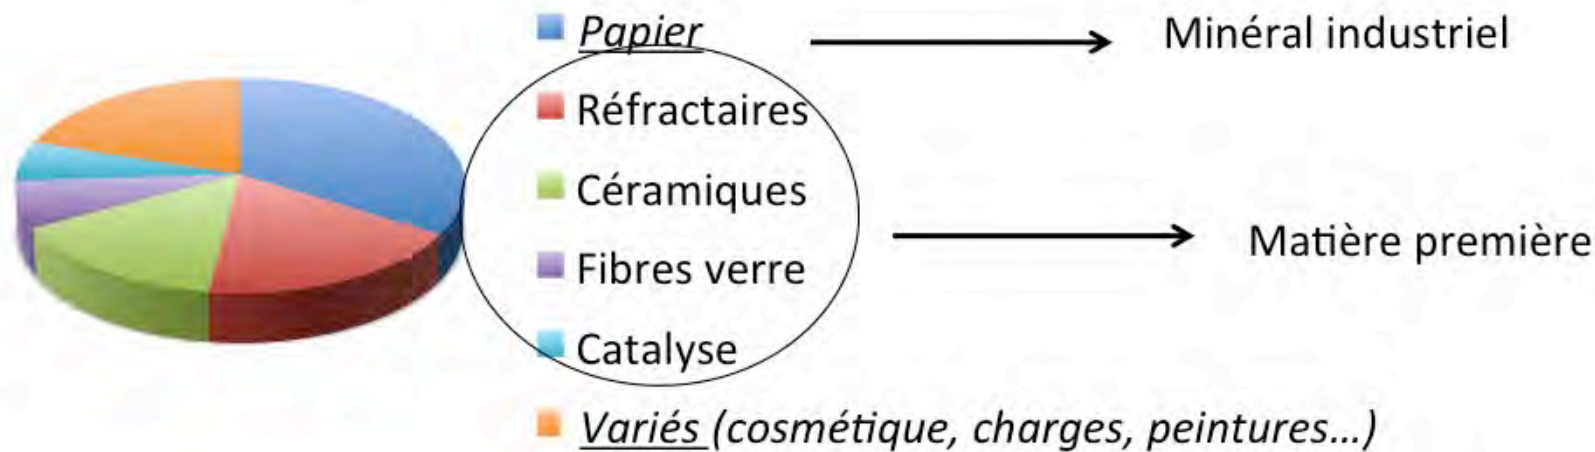 Papier
Minéral industriel
Réfractaires
Céramiques
Fibres verre
Matière première
Catalyse
Variés (cosmétique, charges, peintures...)